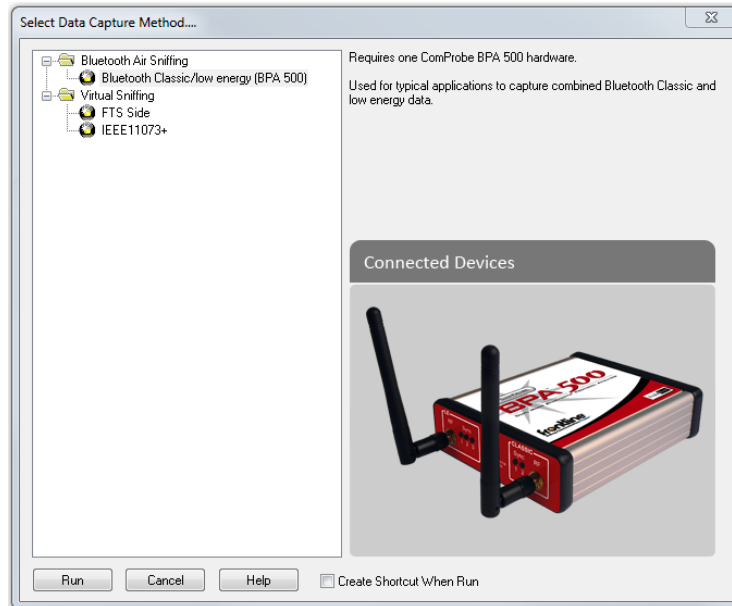 Select Data Capture Method....
Bluetooth Air Sniffing
Bluetooth Classic/low energy (BPA 500)
Virtual Sniffing
FTS Side
IEEE11073+
Requires one ComProbe BPA 500 hardware.
Used for typical applications to capture combined Bluetooth Classic and
low energy data.
Connected Devices
BPA 500
frontline
CLASSIC
Sync
RF
Run
Cancel
Help
Create Shortcut When Run